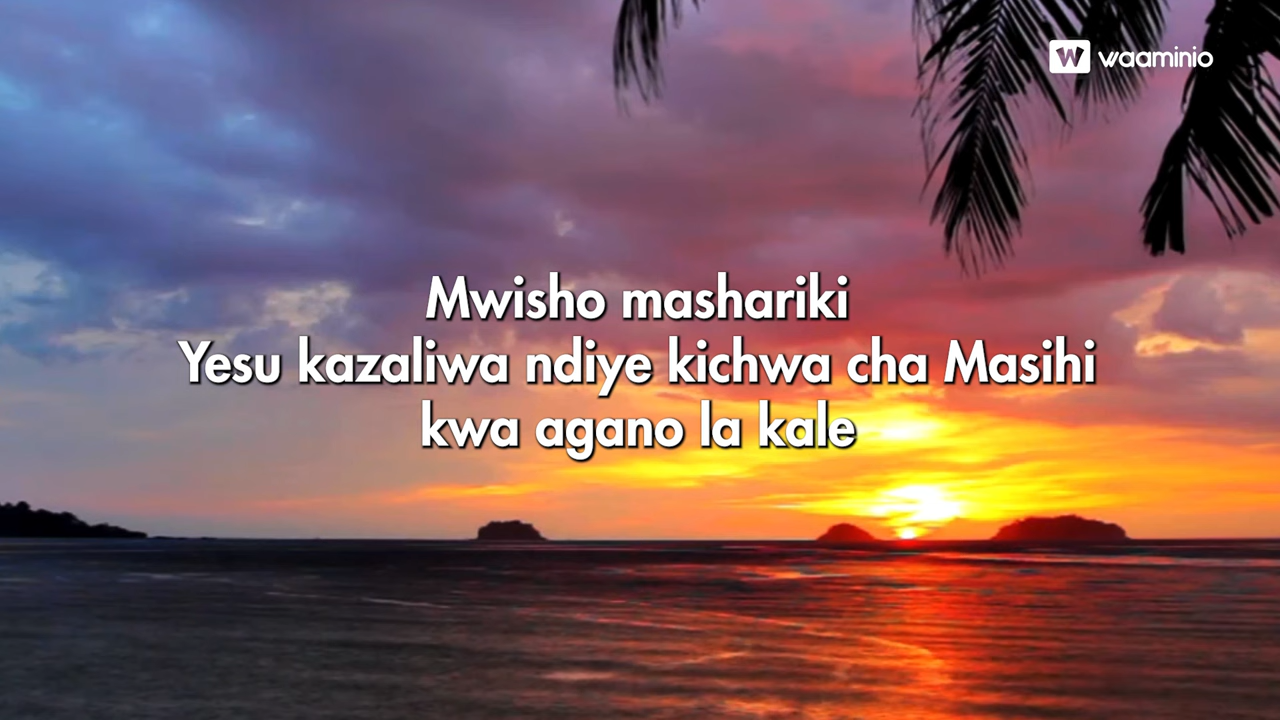 W waaminio
Mwisho mashariki
Yesu kazaliwa ndiye kichwa cha Masihi
kwa agano la kale